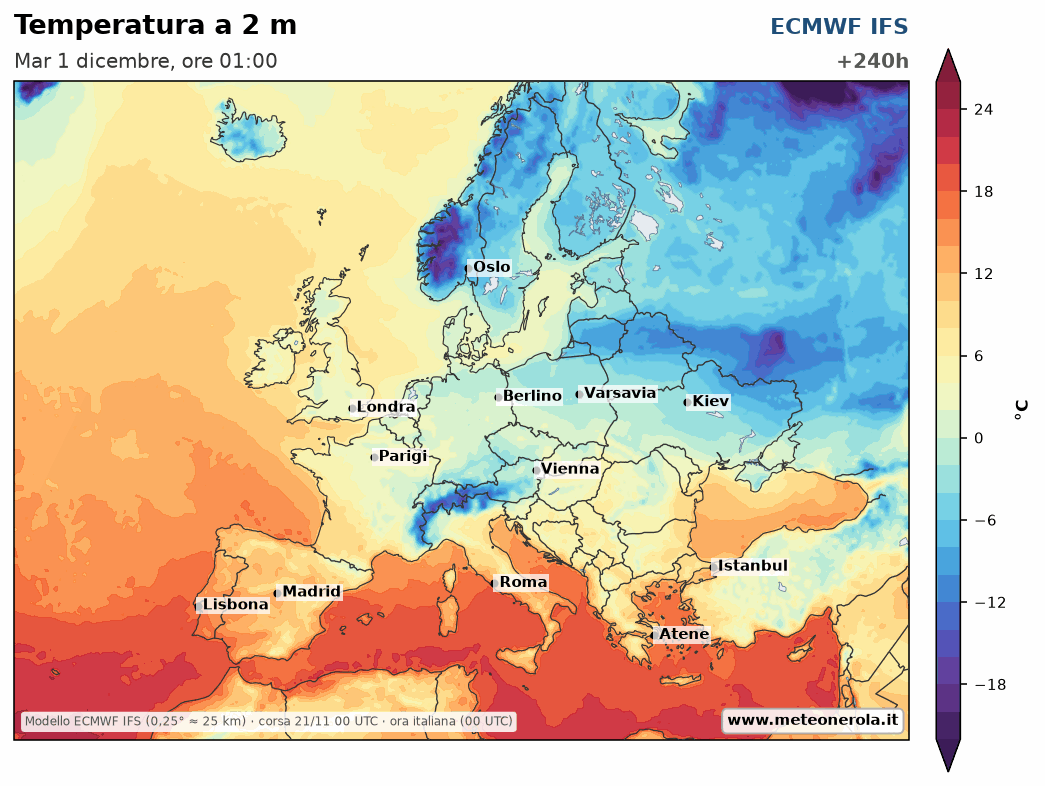 Temperatura a 2 m
ECMWF IFS
Mar 1 dicembre, ore 01:00
+240h
24
18
12
6
0
−6
−12
−18
°C
Oslo
Berlino
Varsavia
Kiev
Londra
Parigi
Vienna
Istanbul
Roma
Madrid
Lisbona
Atene
Modello ECMWF IFS (0,25° ≈ 25 km) · corsa 21/11 00 UTC · ora italiana (00 UTC)
www.meteonerola.it